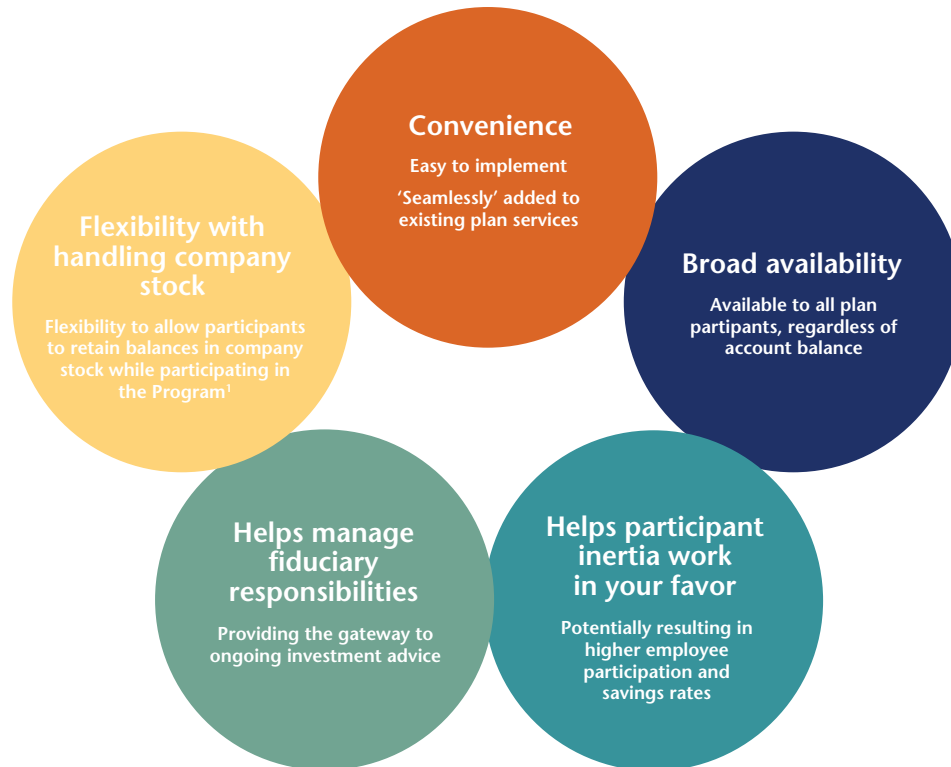 Convenience
Easy to implement
‘Seamlessly’ added to
existing plan services
Flexibility with
handling company
stock
Flexibility to allow participants
to retain balances in company
stock while participating in
the Program¹
Broad availability
Available to all plan
partipants, regardless of
account balance
Helps manage
fiduciary
responsibilities
Providing the gateway to
ongoing investment advice
Helps participant
inertia work
in your favor
Potentially resulting in
higher employee
participation and
savings rates